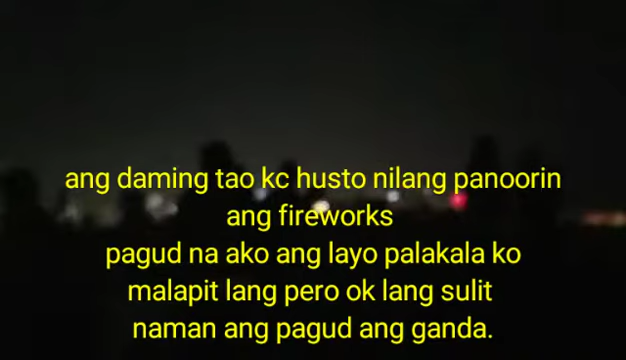 ang daming tao kc husto nilang panoorin
ang fireworks
pagud na ako ang layo palakala ko
malapit lang pero ok lang sulit
naman ang pagud ang ganda.